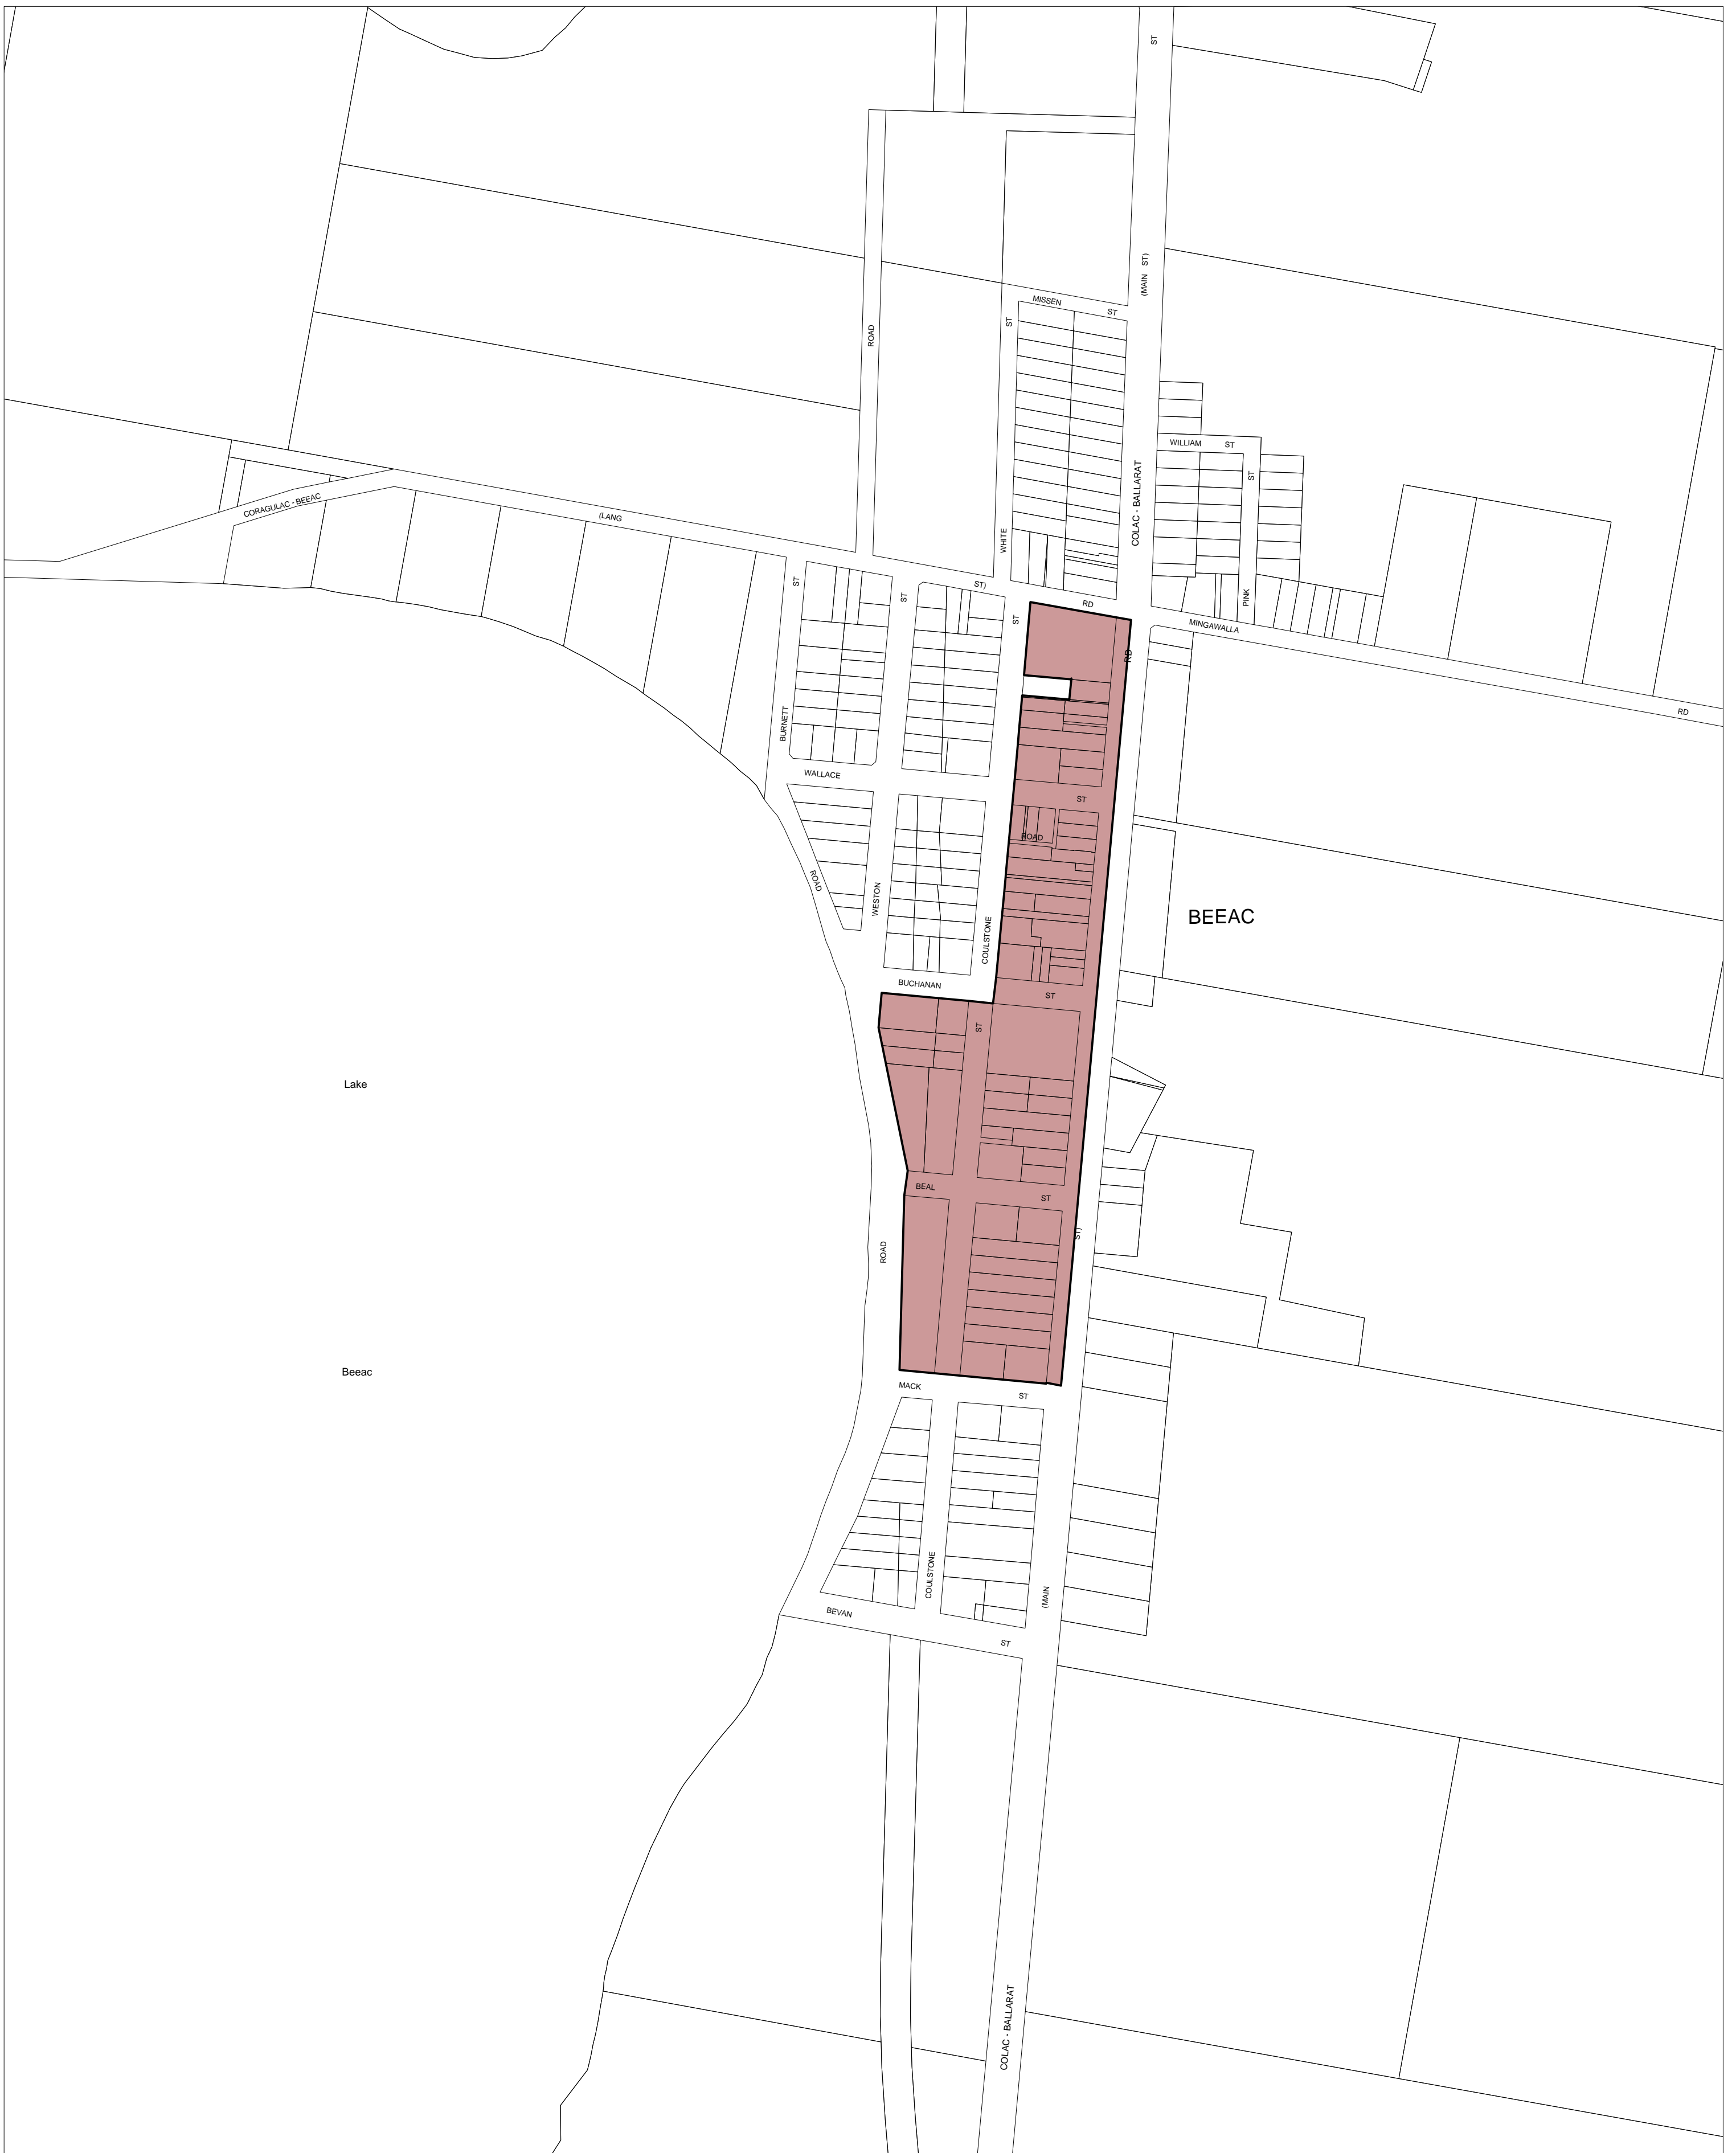 ST
(MAIN ST)
MISSEN
ST
ST
ROAD
WILLIAM ST
ST
COLAC - BALLARAT
CORAGULAC - BEEAC
(LANG
WHITE
ST
ST
ST)
ST
RD
PINK
MINGAWALLA
RD
RD
BURNETT
WALLACE
ST
ROAD
ROAD
WESTON
COULSTONE
BEEAC
BUCHANAN
ST
ST
Lake
BEAL
ST
ST)
ROAD
Beeac
MACK
ST
COULSTONE
(MAIN
BEVAN
ST
COLAC - BALLARAT